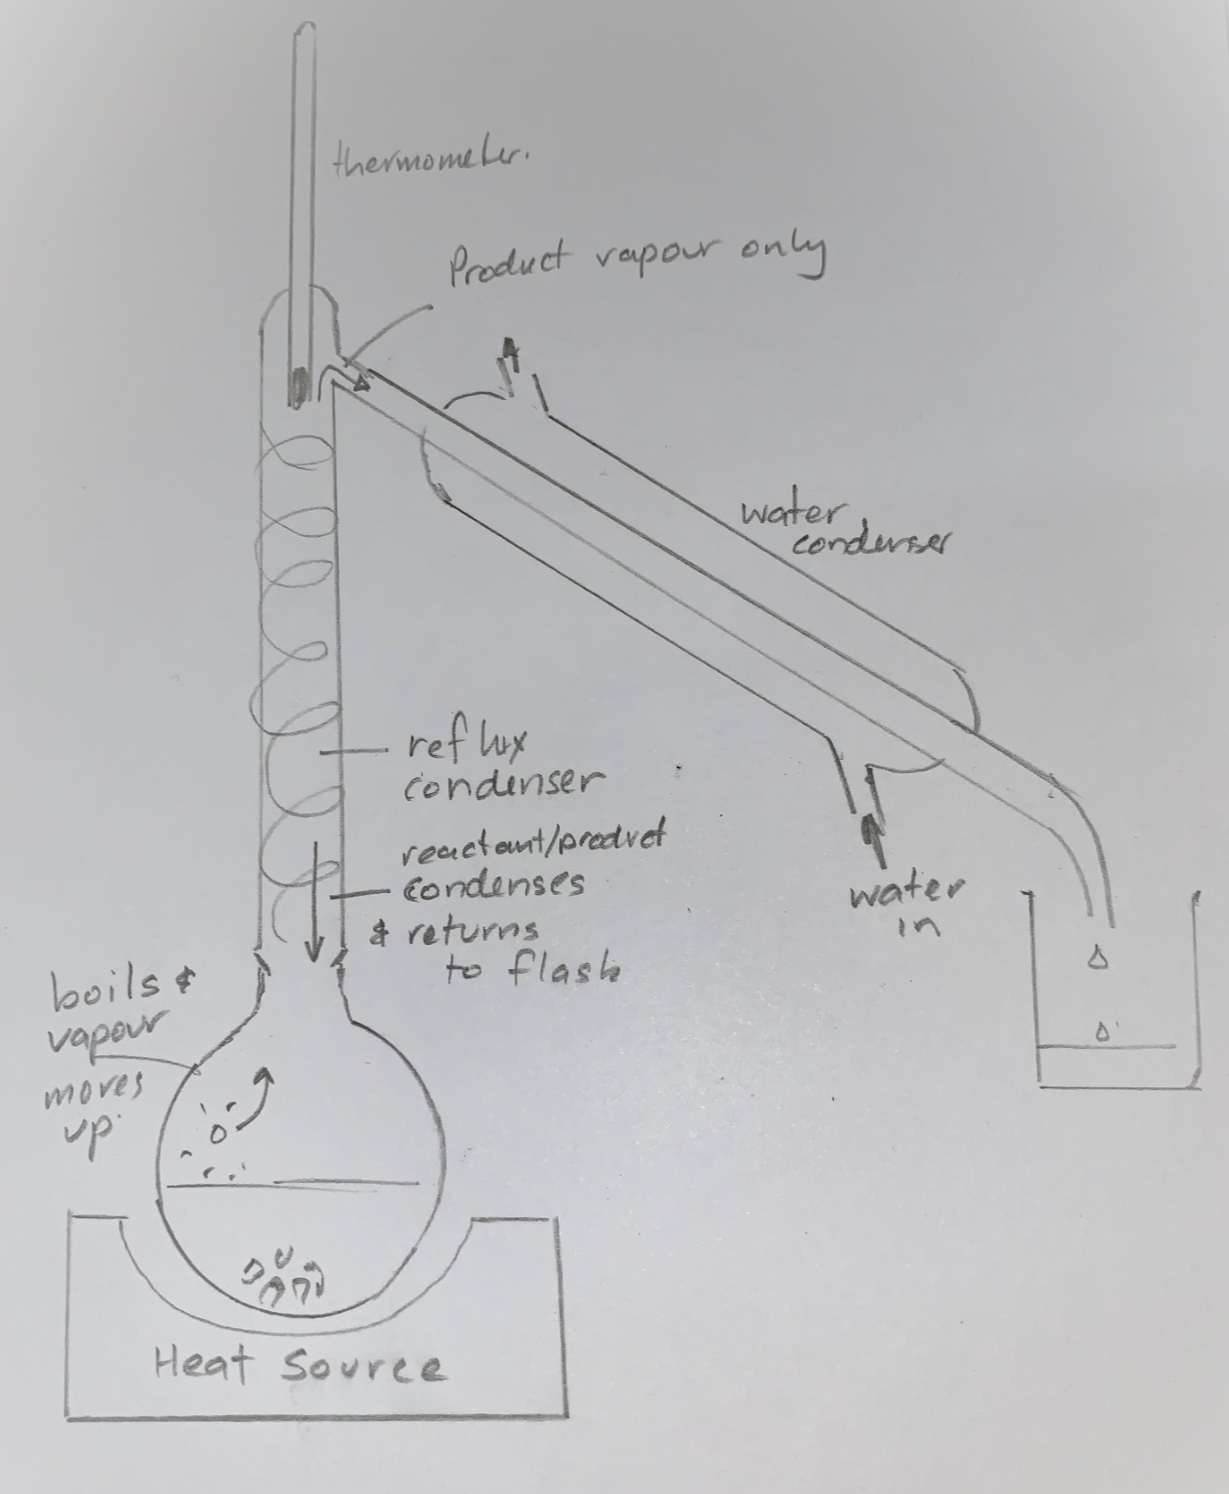 thermometer.
Product vapour only
water
condenser
reflux
condenser
reactant/product
condenses
& returns
to flask
water
in
boils &
vapour
moves
up.
Heat Source